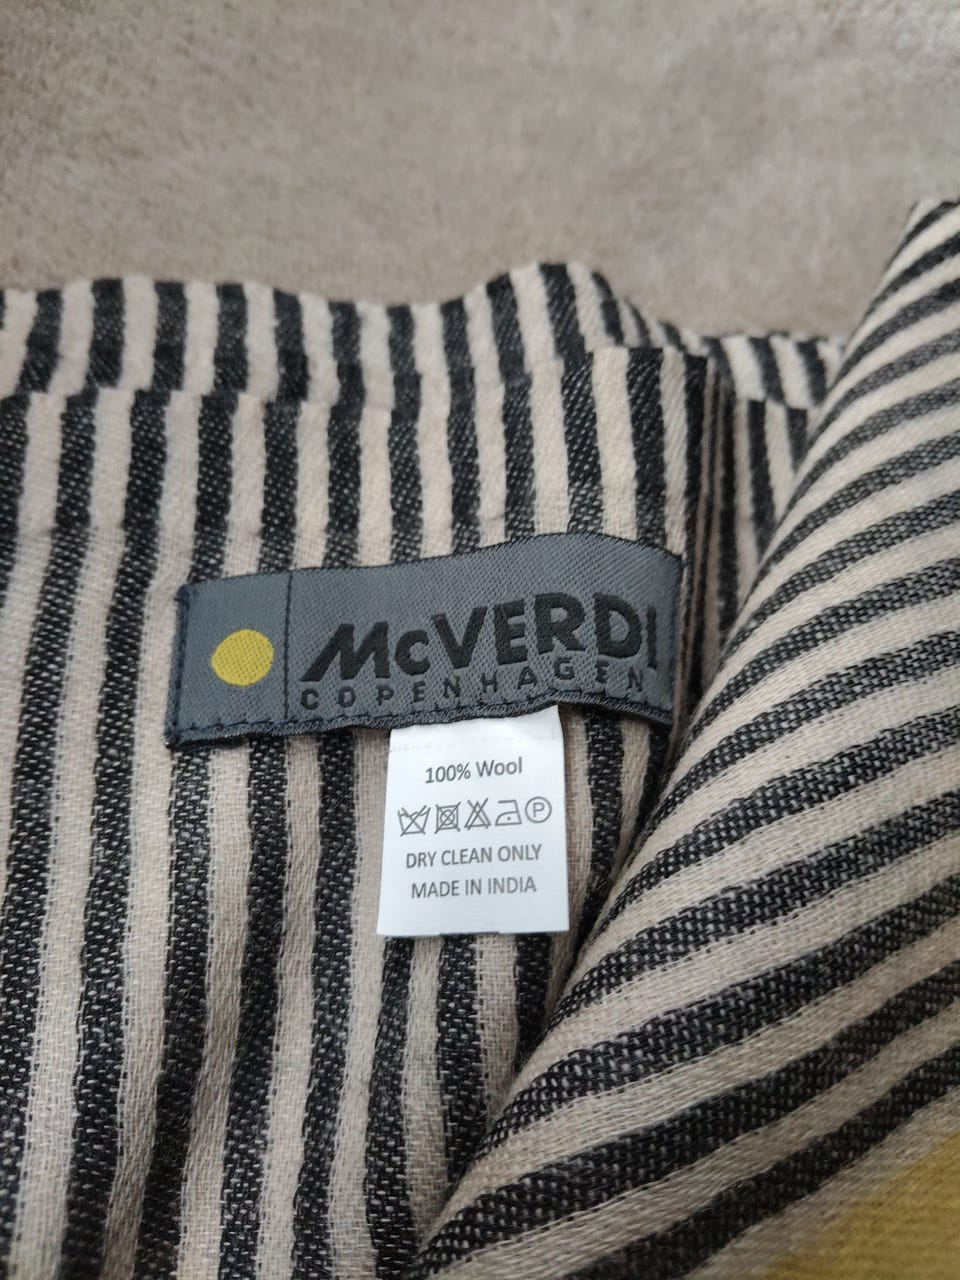 McVERDI
COPENHAGEN
100% Wool
P
DRY CLEAN ONLY
MADE IN INDIA